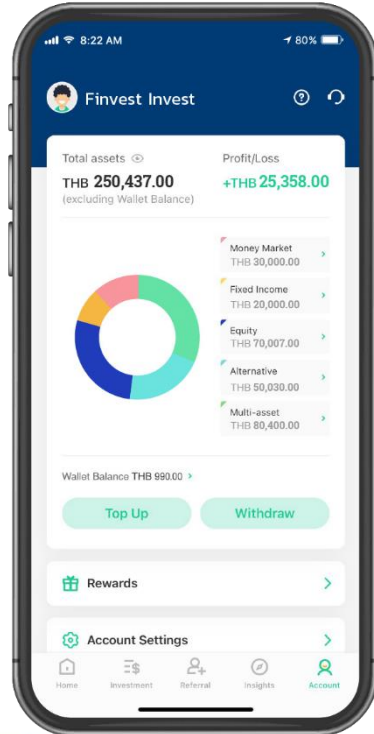 8:22 AM
80%
Finvest Invest
Total assets
Profit/Loss
THB 250,437.00
+THB 25,358.00
(excluding Wallet Balance)
Money Market
THB 30,000.00
Fixed Income
THB 20,000.00
Equity
THB 70,007.00
Alternative
THB 50,030.00
Multi-asset
THB 80,400.00
Wallet Balance THB 990.00
Top Up
Withdraw
Rewards
Account Settings
Home
Investment
Referral
Insights
Account